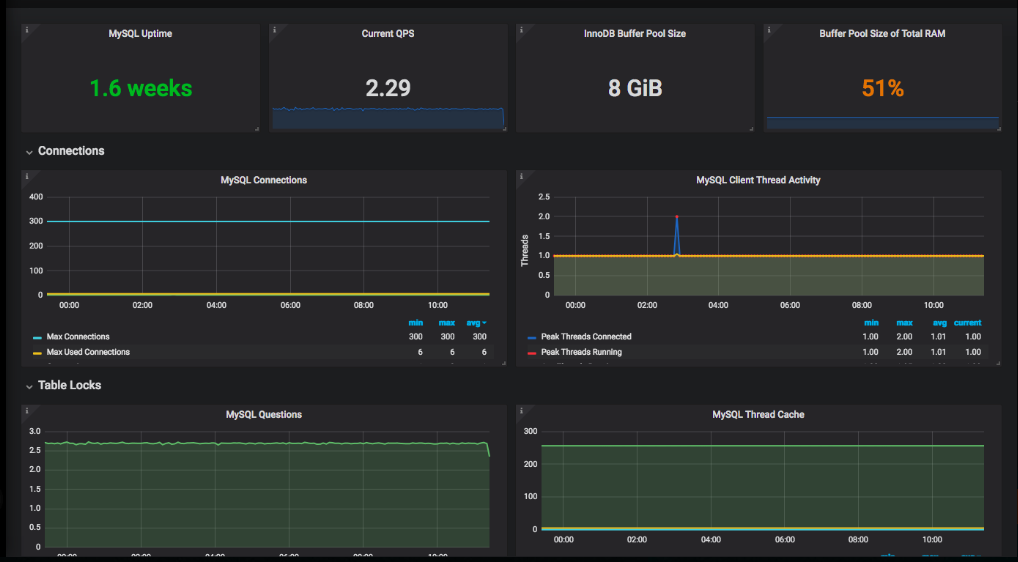 MySQL Uptime
1.6 weeks
Current QPS
2.29
InnoDB Buffer Pool Size
8 GiB
Buffer Pool Size of Total RAM
51%
Connections
MySQL Connections
400
300
200
100
0
00:00 02:00 04:00 06:00 08:00 10:00
min max avg
Max Connections 300 300 300
Max Used Connections 6 6 6
MySQL Client Thread Activity
Threads
2.5
2.0
1.5
1.0
0.5
0
00:00 02:00 04:00 06:00 08:00 10:00
min max avg current
Peak Threads Connected 1.00 2.00 1.01 1.00
Peak Threads Running 1.00 2.00 1.01 1.00
Table Locks
MySQL Questions
3.0
2.5
2.0
1.5
1.0
0.5
0
MySQL Thread Cache
300
200
100
0
00:00 02:00 04:00 06:00 08:00 10:00